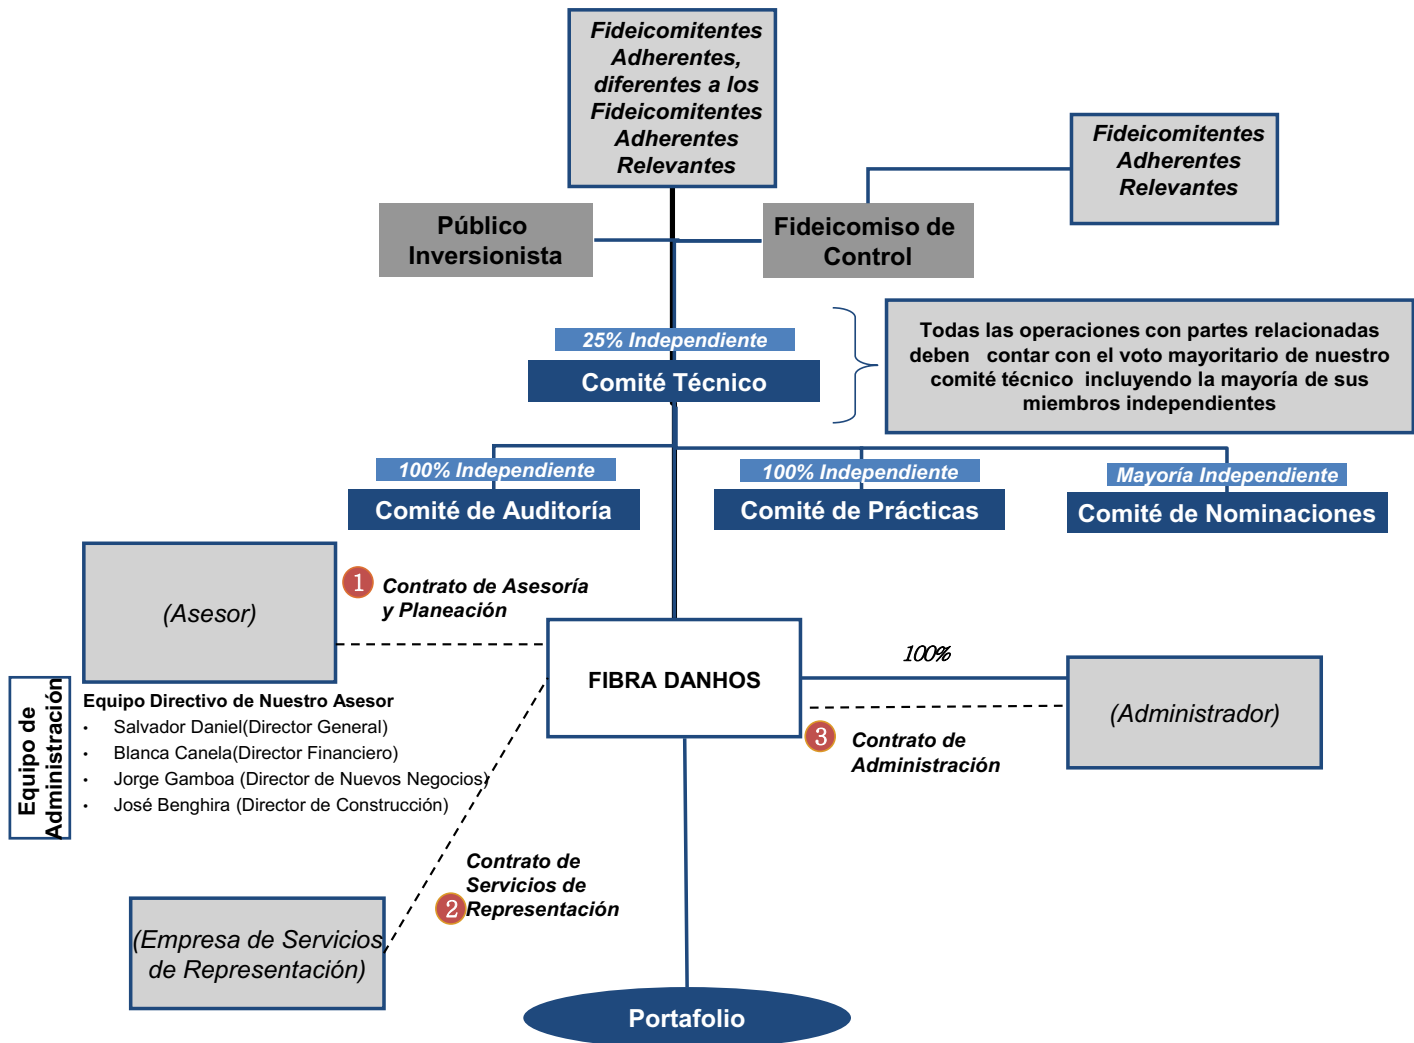 Fideicomitentes
Adherentes,
diferentes a los
Fideicomitentes
Adherentes
Relevantes
Fideicomitentes
Adherentes
Relevantes
Público
Inversionista
Fideicomiso de
Control
25% Independiente
Comité Técnico
Todas las operaciones con partes relacionadas
deben contar con el voto mayoritario de nuestro
comité técnico incluyendo la mayoría de sus
miembros independientes
100% Independiente
Comité de Auditoría
100% Independiente
Comité de Prácticas
Mayoría Independiente
Comité de Nominaciones
(Asesor)
1
Contrato de Asesoría
y Planeación
FIBRA DANHOS
100%
(Administrador)
3
Contrato de
Administración
Equipo de
Administración
Equipo Directivo de Nuestro Asesor
• Salvador Daniel(Director General)
• Blanca Canela(Director Financiero)
• Jorge Gamboa (Director de Nuevos Negocios)
• José Benghira (Director de Construcción)
2
Contrato de
Servicios de
Representación
(Empresa de Servicios
de Representación)
Portafolio